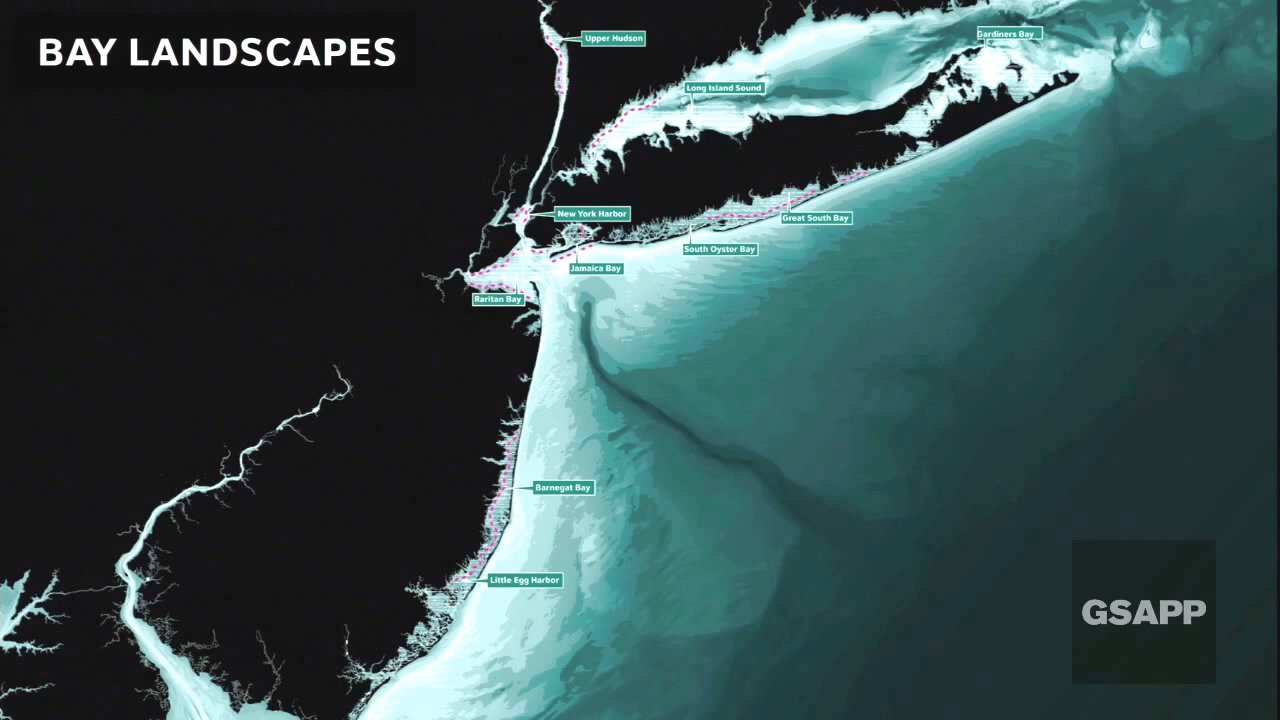 BAY LANDSCAPES
Upper Hudson
Gardiners Bay
Long Island Sound
New York Harbor
Great South Bay
South Oyster Bay
Jamaica Bay
Raritan Bay
Barnegat Bay
Little Egg Harbor
GSAPP